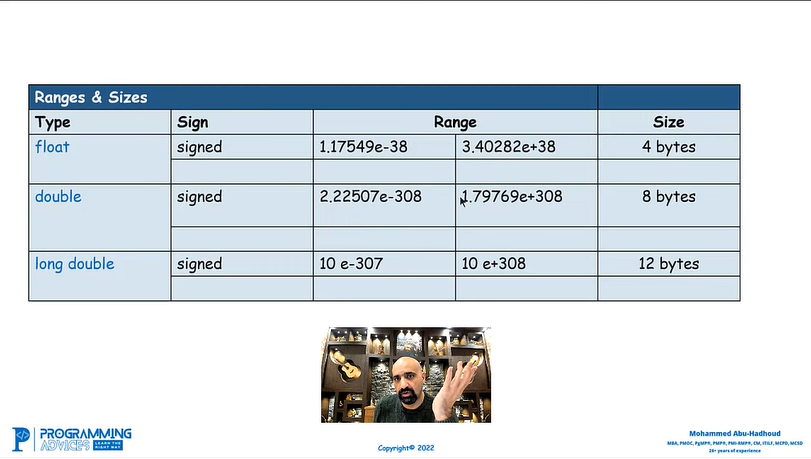 Ranges & Sizes
Type Sign Range Size
float signed 1.17549e-38 3.40282e+38 4 bytes
double signed 2.22507e-308 1.79769e+308 8 bytes
long double signed 10 e-307 10 e+308 12 bytes
PROGRAMMING
ADVICES LEARN THE RIGHT WAY
Copyright© 2022
Mohammed Abu-Hadhoud
MBA, PMOC, PgMP®, PMP®, PMI-RMP®, CM, ITILF, MCPD, MCSD
26+ years of experience